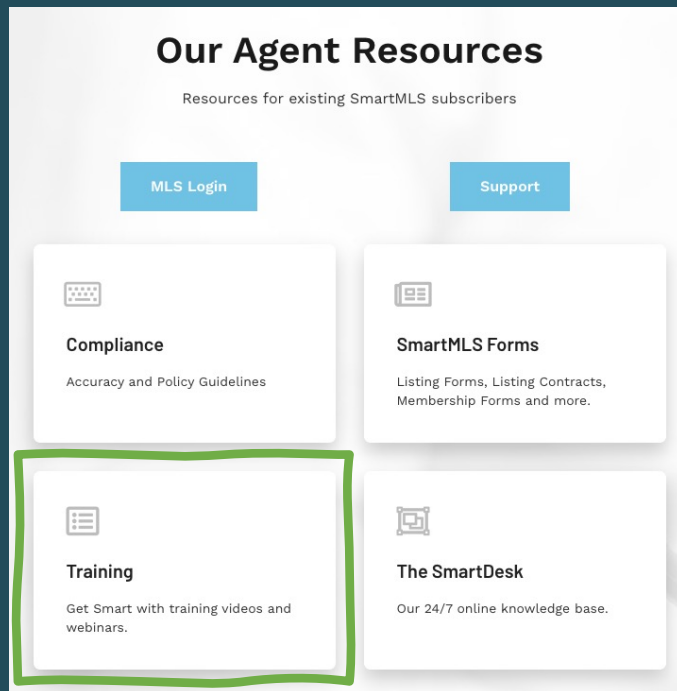 Our Agent Resources
Resources for existing SmartMLS subscribers
MLS Login
Support
Compliance
Accuracy and Policy Guidelines
SmartMLS Forms
Listing Forms, Listing Contracts,
Membership Forms and more.
Training
Get Smart with training videos and
webinars.
The SmartDesk
Our 24/7 online knowledge base.